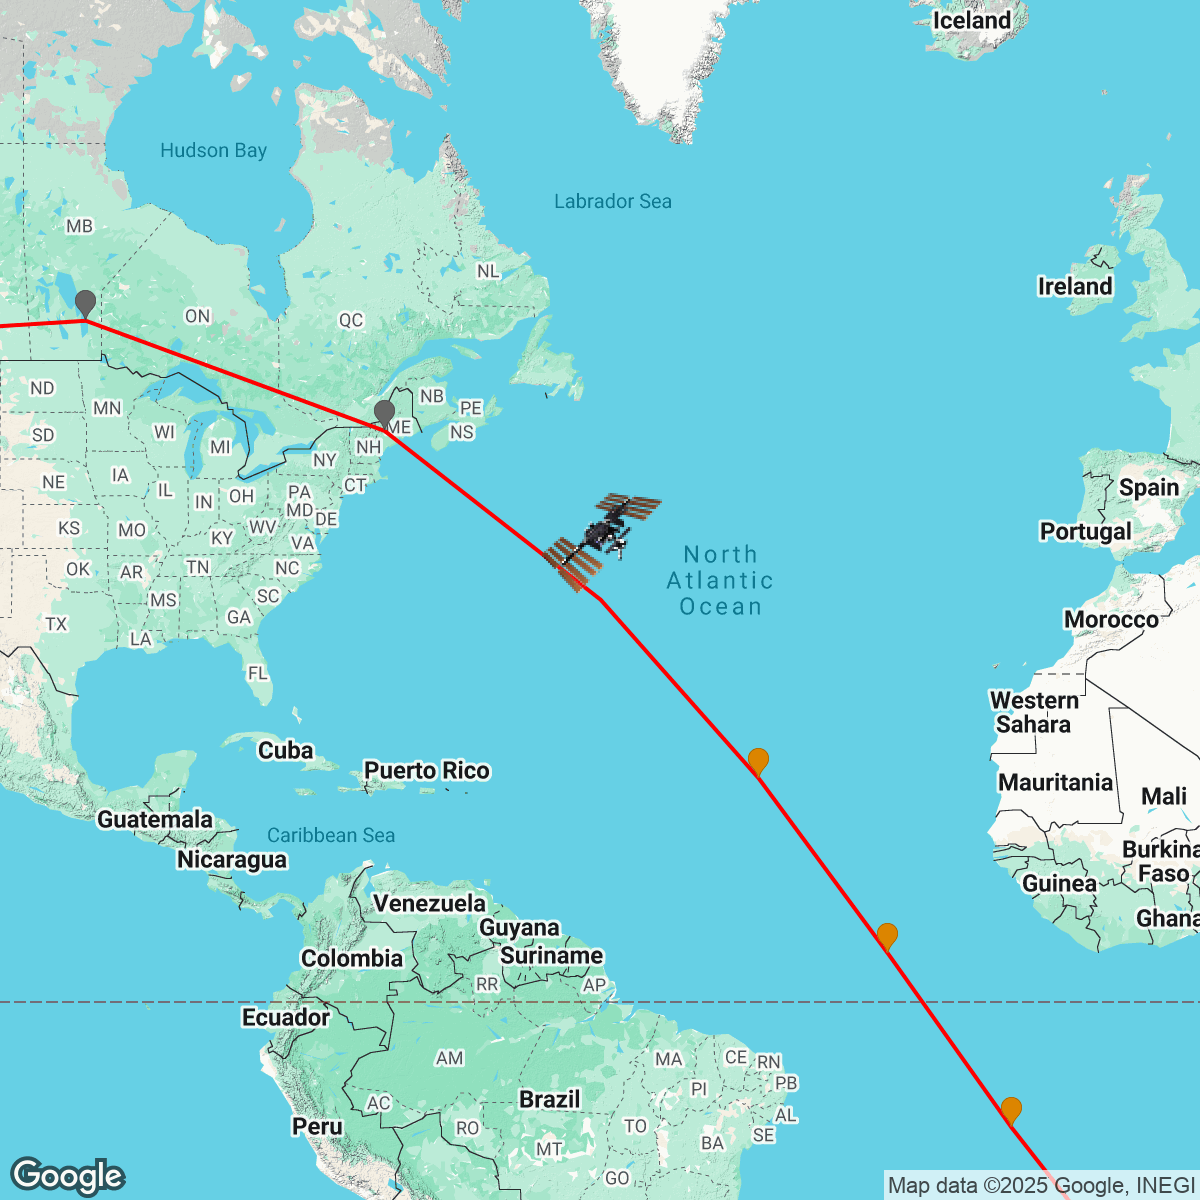 Iceland
Hudson Bay
Labrador Sea
MB
NL
Ireland
ON
QC
ND
MN
NB
PE
ME
NS
SD
WI
MI
NH
NY
NE
IA
IL
IN
OH
PA
CT
Spain
MD
DE
KS
MO
KY
WV
VA
Portugal
North
Atlantic
Ocean
OK
AR
TN
NC
MS
SC
GA
TX
LA
Morocco
FL
Western
Sahara
Cuba
Puerto Rico
Mauritania
Mali
Guatemala
Caribbean Sea
Nicaragua
Burkina
Faso
Guinea
Venezuela
Guyana
Ghana
Colombia
Suriname
RR
AP
Ecuador
AM
MA
CE
RN
PI
PB
AC
Brazil
AL
Peru
RO
TO
SE
MT
BA
GO
Google
Map data ©2025 Google, INEGI